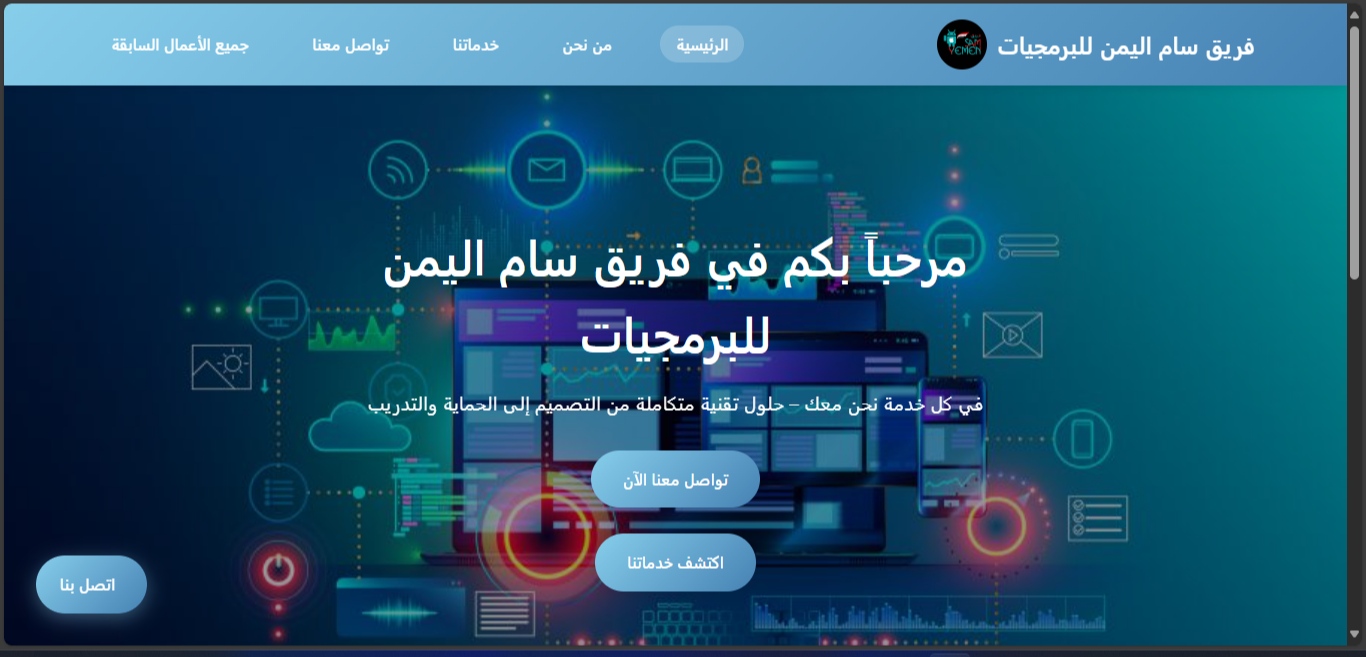 فريق سام اليمن للبرمجيات
SAM
YEMEN
الرئيسية
من نحن
خدماتنا
تواصل معنا
جميع الأعمال السابقة
مرحباً بكم في فريق سام اليمن
للبرمجيات
في كل خدمة نحن معك – حلول تقنية متكاملة من التصميم إلى الحماية والتدريب
تواصل معنا الآن
اكتشف خدماتنا
اتصل بنا